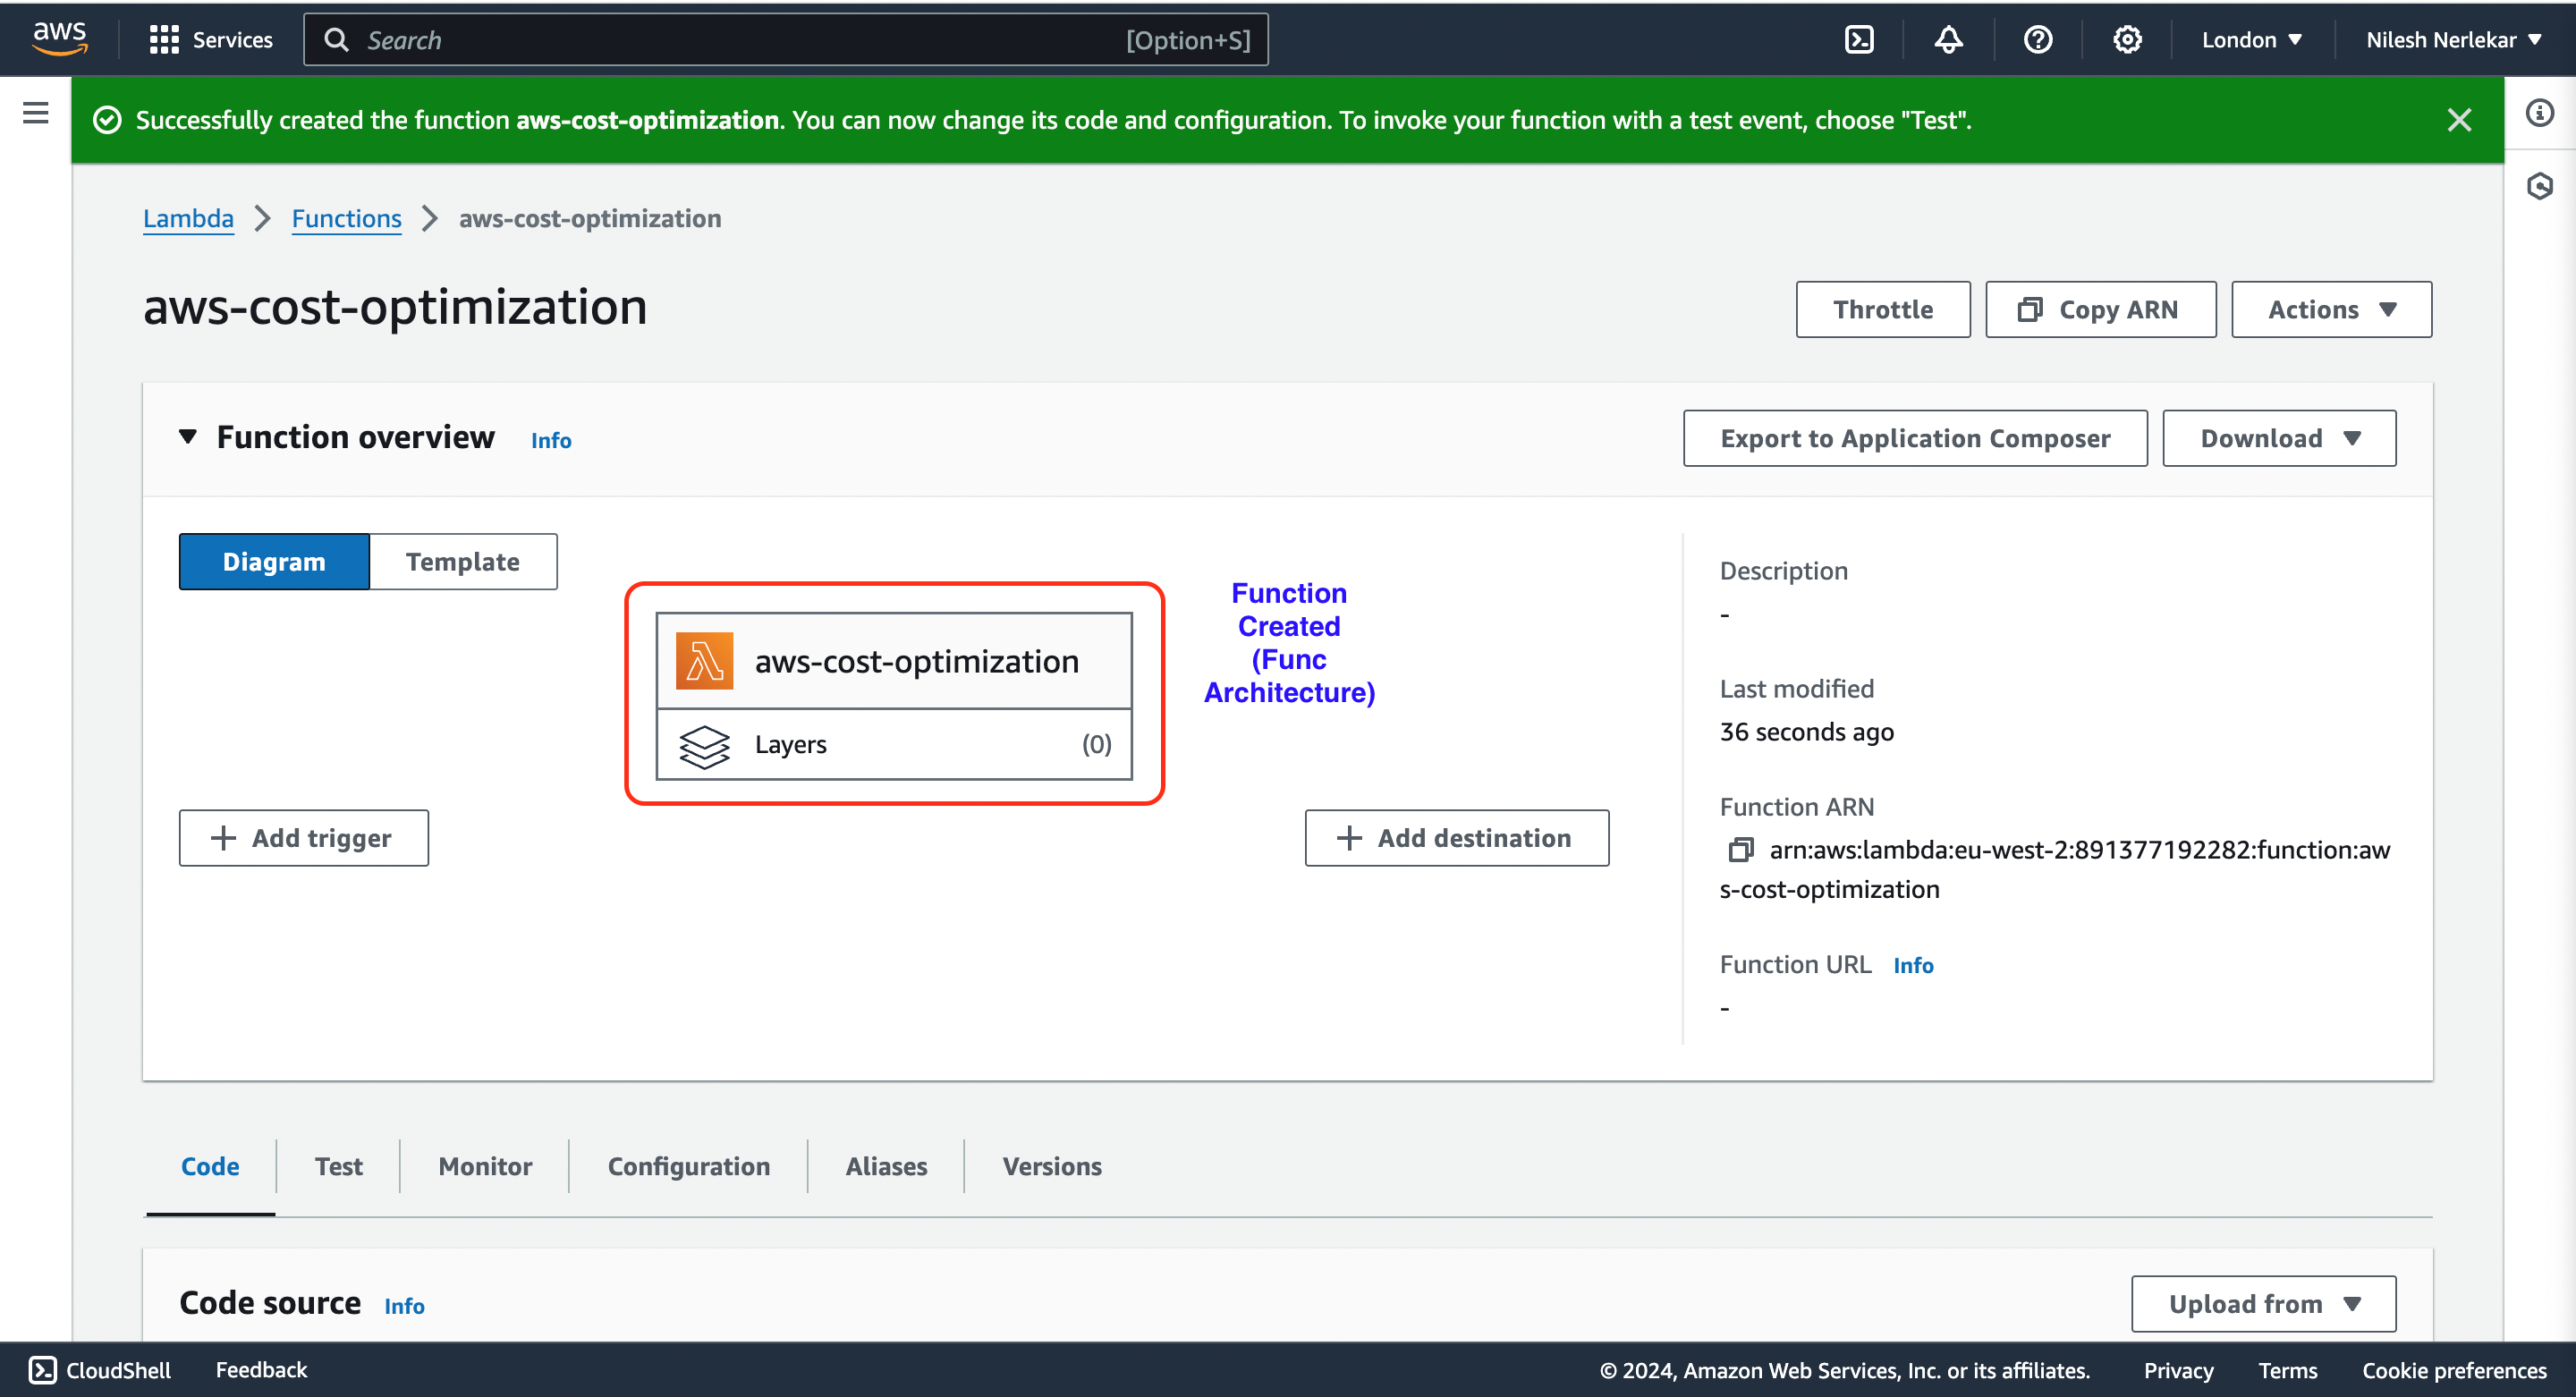 aws
Services
Search [Option+S]
London
Nilesh Nerlekar
Successfully created the function aws-cost-optimization. You can now change its code and configuration. To invoke your function with a test event, choose "Test".
Lambda
Functions
aws-cost-optimization
aws-cost-optimization
Throttle
Copy ARN
Actions
Function overview Info
Export to Application Composer
Download
Diagram
Template
aws-cost-optimization
Layers (0)
Function
Created
(Func
Architecture)
Add trigger
Add destination
Description
-
Last modified
36 seconds ago
Function ARN
arn:aws:lambda:eu-west-2:891377192282:function:aw
s-cost-optimization
Function URL Info
-
Code
Test
Monitor
Configuration
Aliases
Versions
Code source Info
Upload from
CloudShell
Feedback
© 2024, Amazon Web Services, Inc. or its affiliates.
Privacy
Terms
Cookie preferences